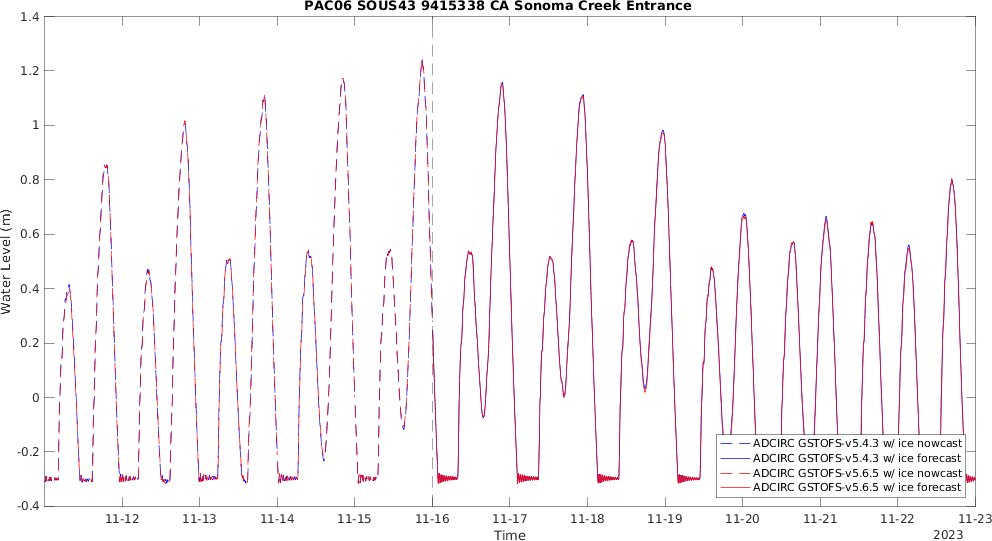 PAC06 SOUS43 9415338 CA Sonoma Creek Entrance
1.4
1.2
1
0.8
0.6
0.4
0.2
0
-0.2
-0.4
Water Level (m)
ADCIRC GSTOFS-v5.4.3 w/ ice nowcast
ADCIRC GSTOFS-v5.4.3 w/ ice forecast
ADCIRC GSTOFS-v5.6.5 w/ ice nowcast
ADCIRC GSTOFS-v5.6.5 w/ ice forecast
11-12 11-13 11-14 11-15 11-16 11-17 11-18 11-19 11-20 11-21 11-22 11-23
Time
2023